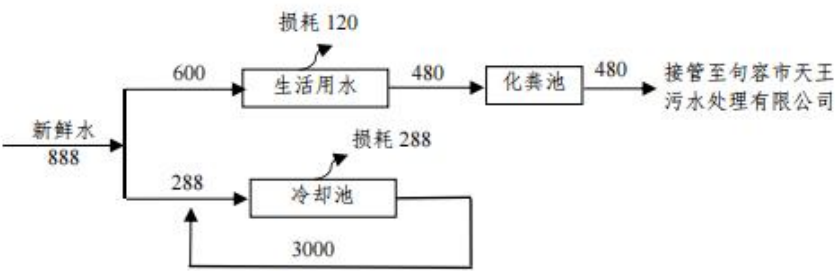 损耗 120
600
生活用水
480
化粪池
480
接管至句容市天王
污水处理有限公司
新鲜水
888
损耗 288
288
冷却池
3000